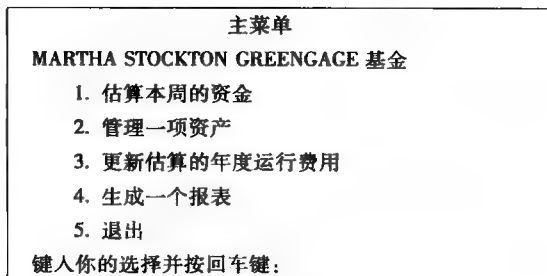 主菜单
MARTHA STOCKTON GREENGAGE 基金
1. 估算本周的资金
2. 管理一项资产
3. 更新估算的年度运行费用
4. 生成一个报表
5. 退出
键入你的选择并按回车键：